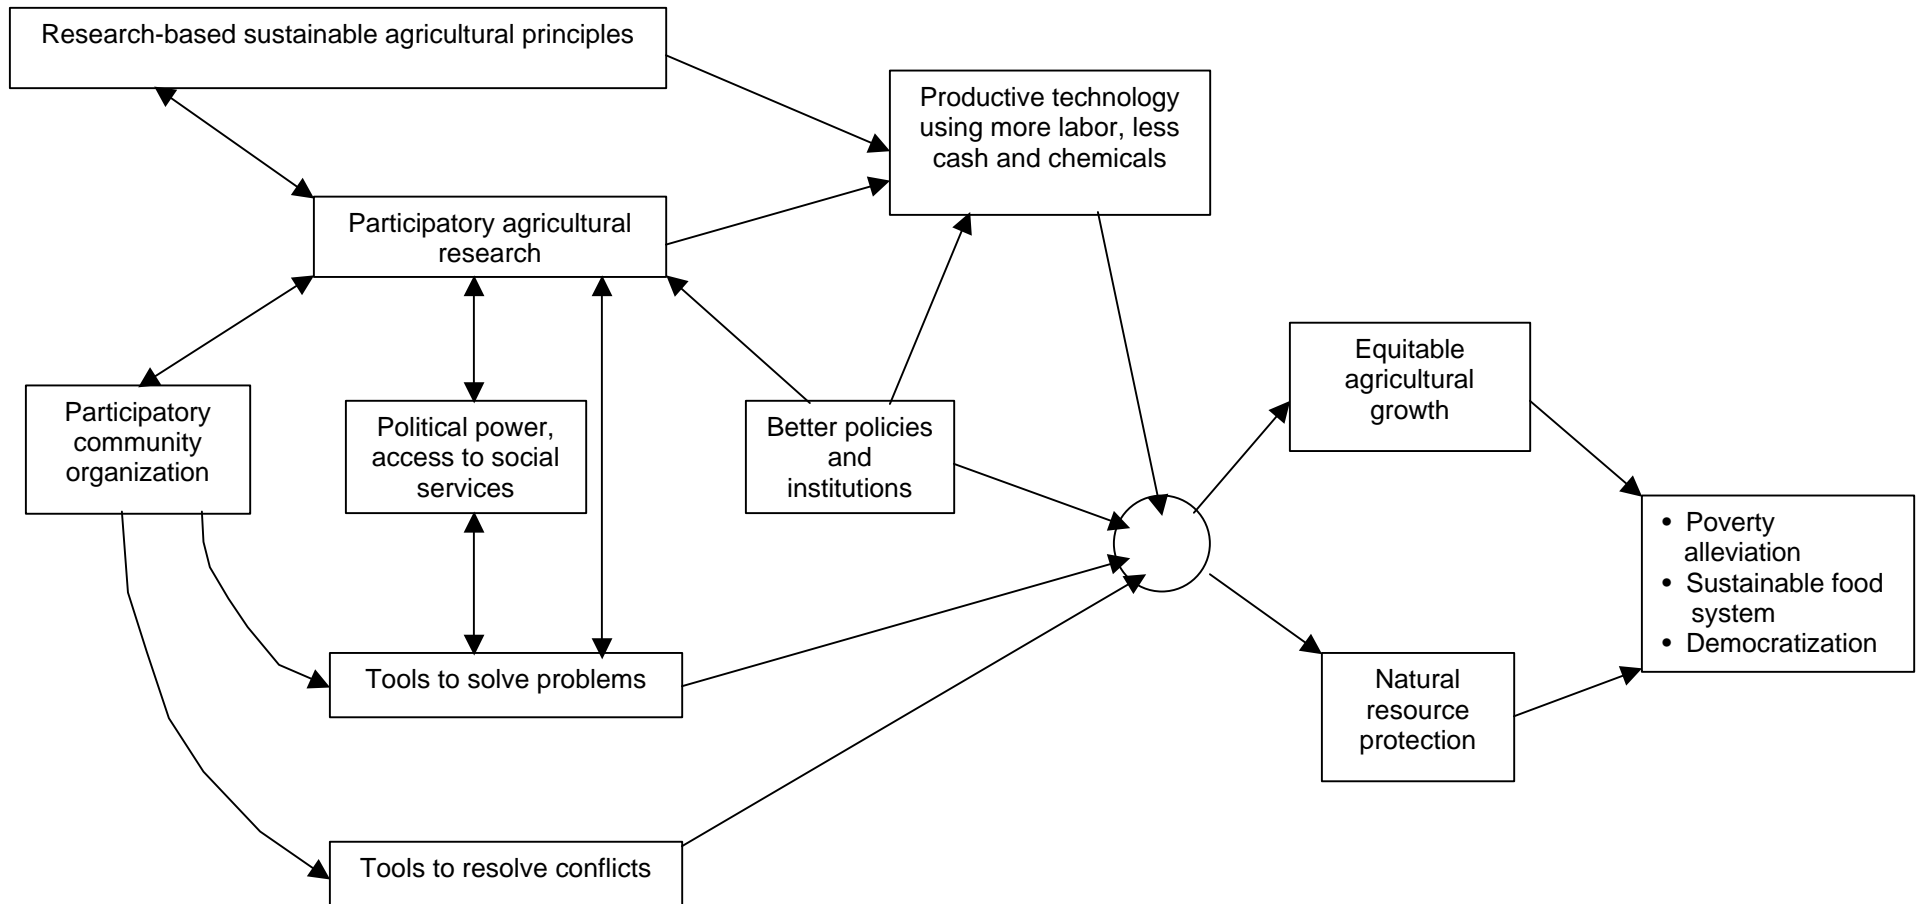 Research-based sustainable agricultural principles
Productive technology
using more labor, less
cash and chemicals
Participatory agricultural
research
Equitable
agricultural
growth
Participatory
community
organization
Political power,
access to social
services
Better policies
and
institutions
• Poverty
alleviation
• Sustainable food
system
• Democratization
Tools to solve problems
Natural
resource
protection
Tools to resolve conflicts